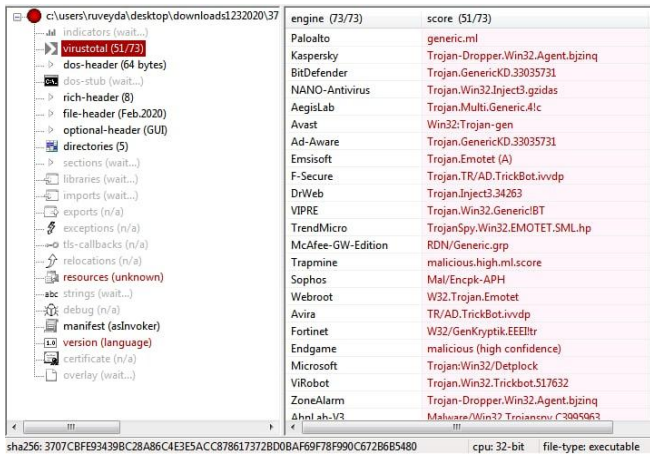 c:\users\ruveyda\desktop\downloads1232020\37
indicators (wait...)
virustotal (51/73)
dos-header (64 bytes)
dos-stub (wait...)
rich-header (8)
file-header (Feb.2020)
optional-header (GUI)
directories (5)
sections (wait...)
libraries (wait...)
imports (wait...)
exports (n/a)
exceptions (n/a)
tls-callbacks (n/a)
relocations (n/a)
resources (unknown)
abc strings (wait...)
debug (n/a)
manifest (asInvoker)
1.0 version (language)
certificate (n/a)
overlay (wait...)
engine (73/73) score (51/73)
Paloalto generic.ml
Kaspersky Trojan-Dropper.Win32.Agent.bjzinq
BitDefender Trojan.GenericKD.33035731
NANO-Antivirus Trojan.Win32.Inject3.gzidas
AegisLab Trojan.Multi.Generic.4!c
Avast Win32:Trojan-gen
Ad-Aware Trojan.GenericKD.33035731
Emsisoft Trojan.Emotet (A)
F-Secure Trojan.TR/AD.TrickBot.ivvdp
DrWeb Trojan.Inject3.34263
VIPRE Trojan.Win32.Generic!BT
TrendMicro TrojanSpy.Win32.EMOTET.SML.hp
McAfee-GW-Edition RDN/Generic.grp
Trapmine malicious.high.ml.score
Sophos Mal/Encpk-APH
Webroot W32.Trojan.Emotet
Avira TR/AD.TrickBot.ivvdp
Fortinet W32/GenKryptik.EEEI!tr
Endgame malicious (high confidence)
Microsoft Trojan:Win32/Detplock
ViRobot Trojan.Win32.Trickbot.517632
ZoneAlarm Trojan-Dropper.Win32.Agent.bjzinq
AhnLab-V3 Malware/Win32.Trojanspy.C3995963
sha256: 3707CBFE93439BC28A86C4E3E5ACC878617372BD0BAF69F78F990C672B6B5480 cpu: 32-bit file-type: executable